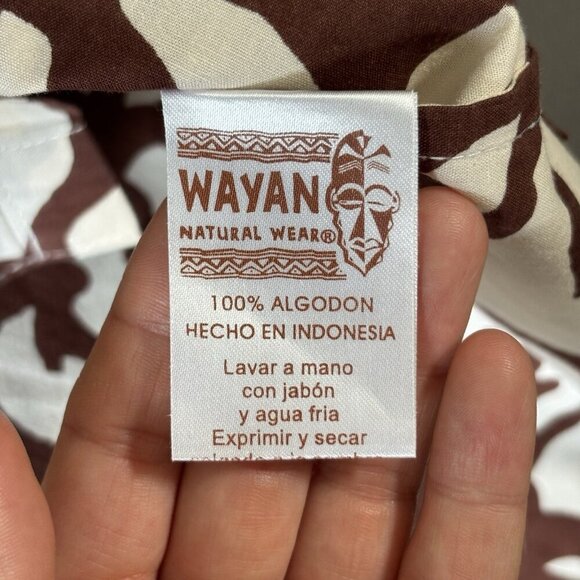 WAYAN
NATURAL WEAR®
100% ALGODON
HECHO EN INDONESIA
Lavar a mano
con jabón
y agua fria
Exprimir y secar